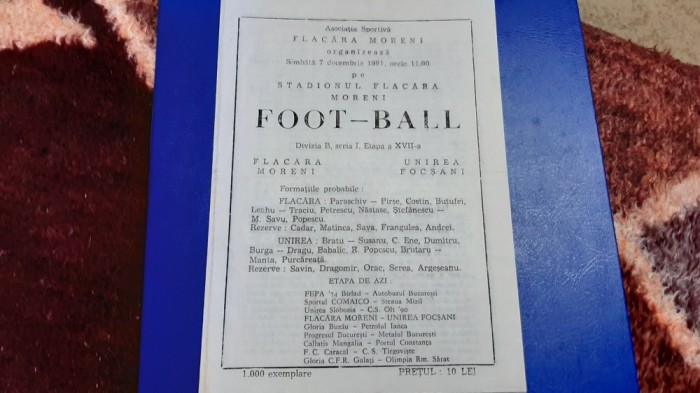 Asociația Sportivă
FLACĂRA MORENI
organizează
Sîmbătă 7 decembrie 1991, orele 11,00
pe
STADIONUL FLACĂRA
MORENI
FOOT-BALL
Divizia B, seria I, Etapa a XVII-a
FLACĂRA UNIREA
MORENI FOCȘANI
Formațiile probabile :
FLACĂRA : Paraschiv – Pirse, Costin, Buțufei,
Lechu – Traciu, Petrescu, Năstase, Ștefănescu –
M. Savu, Popescu.
Rezerve : Cadar, Matinca, Sava, Frangulea, Andrei.
UNIREA : Bratu – Susanu, C. Ene, Dumitru,
Burga – Dragu, Babalic, R. Popescu, Brutaru –
Mania, Purcăreață.
Rezerve : Savin, Dragomir, Orac, Serea, Argeșeanu.
ETAPA DE AZI :
FEPA '74 Bîrlad – Autobuzul București
Sportul COMAICO – Steaua Mizil
Unirea Slobozia – C.S. Olt '90
FLACĂRA MORENI – UNIREA FOCȘANI
Gloria Buzău – Petrolul Ianca
Progresul București – Metalul București
Callatis Mangalia – Portul Constanța
F. C. Caracal – C. S. Tîrgoviște
Gloria C.F.R. Galați – Olimpia Rm. Sărat
1.000 exemplare PREȚUL : 10 LEI